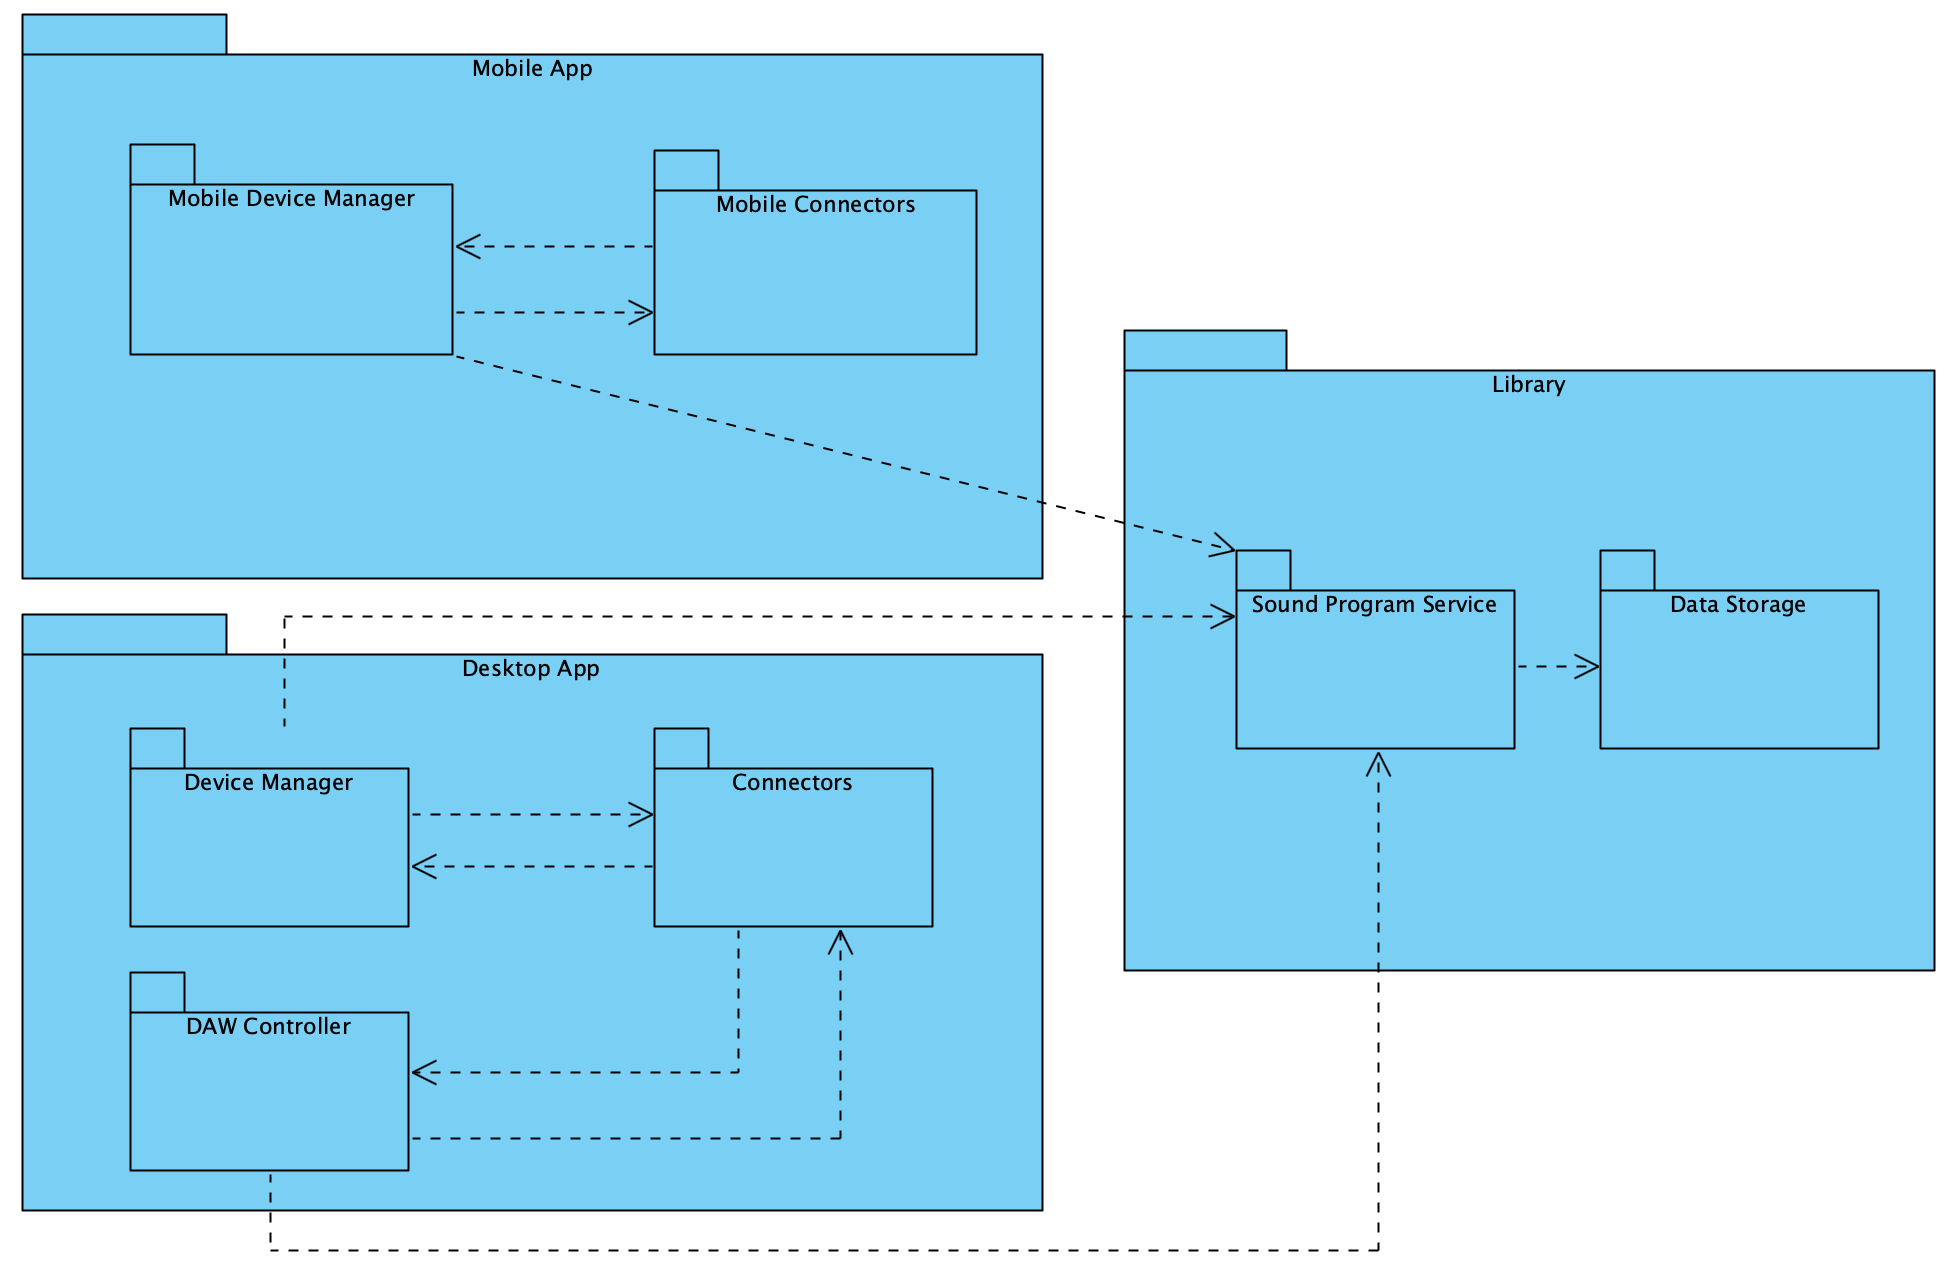 Mobile App
Mobile Device Manager
Mobile Connectors
Library
Sound Program Service
Data Storage
Desktop App
Device Manager
Connectors
DAW Controller